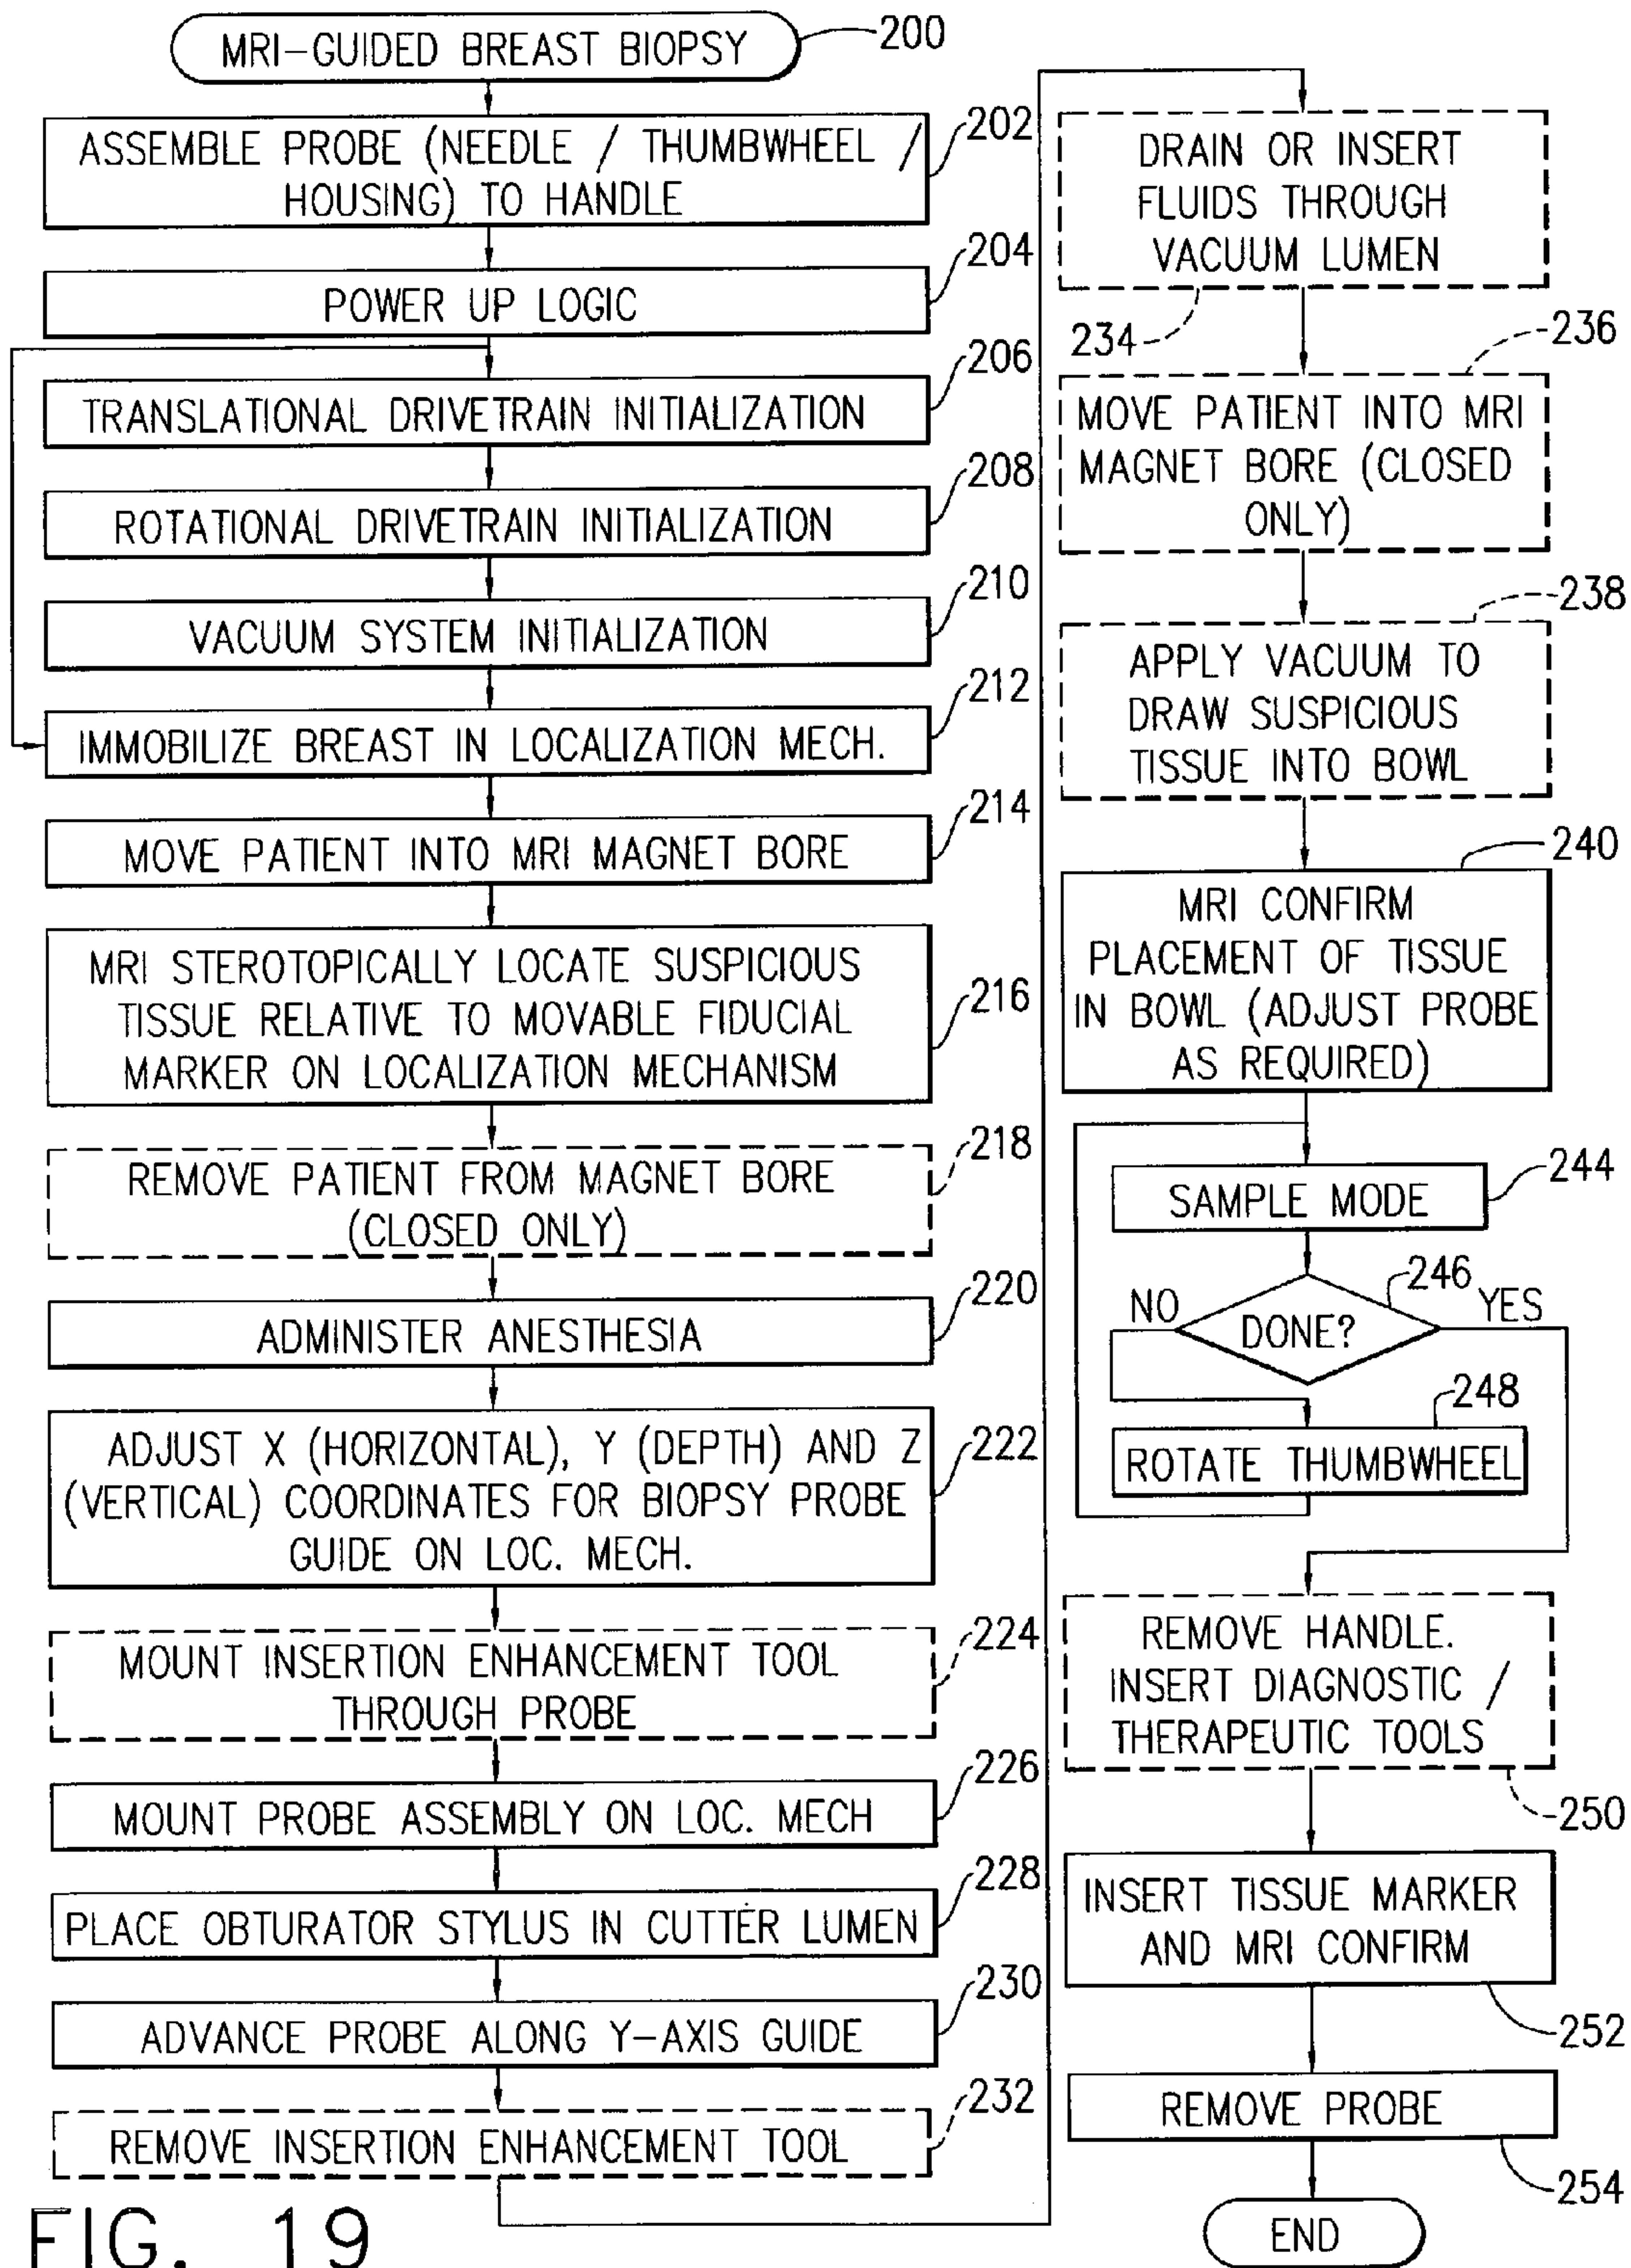 MRI-GUIDED BREAST BIOPSY
200
ASSEMBLE PROBE (NEEDLE / THUMBWHEEL /
HOUSING) TO HANDLE
202
POWER UP LOGIC
204
TRANSLATIONAL DRIVETRAIN INITIALIZATION
206
ROTATIONAL DRIVETRAIN INITIALIZATION
208
VACUUM SYSTEM INITIALIZATION
210
IMMOBILIZE BREAST IN LOCALIZATION MECH.
212
MOVE PATIENT INTO MRI MAGNET BORE
214
MRI STEROTOPICALLY LOCATE SUSPICIOUS
TISSUE RELATIVE TO MOVABLE FIDUCIAL
MARKER ON LOCALIZATION MECHANISM
216
REMOVE PATIENT FROM MAGNET BORE
(CLOSED ONLY)
218
ADMINISTER ANESTHESIA
220
ADJUST X (HORIZONTAL), Y (DEPTH) AND Z
(VERTICAL) COORDINATES FOR BIOPSY PROBE
GUIDE ON LOC. MECH.
222
MOUNT INSERTION ENHANCEMENT TOOL
THROUGH PROBE
224
MOUNT PROBE ASSEMBLY ON LOC. MECH
226
PLACE OBTURATOR STYLUS IN CUTTER LUMEN
228
ADVANCE PROBE ALONG Y-AXIS GUIDE
230
REMOVE INSERTION ENHANCEMENT TOOL
232
DRAIN OR INSERT
FLUIDS THROUGH
VACUUM LUMEN
234
MOVE PATIENT INTO MRI
MAGNET BORE (CLOSED
ONLY)
236
APPLY VACUUM TO
DRAW SUSPICIOUS
TISSUE INTO BOWL
238
MRI CONFIRM
PLACEMENT OF TISSUE
IN BOWL (ADJUST PROBE
AS REQUIRED)
240
SAMPLE MODE
244
DONE?
246
NO
YES
ROTATE THUMBWHEEL
248
REMOVE HANDLE.
INSERT DIAGNOSTIC /
THERAPEUTIC TOOLS
250
INSERT TISSUE MARKER
AND MRI CONFIRM
252
REMOVE PROBE
254
END
FIG. 19